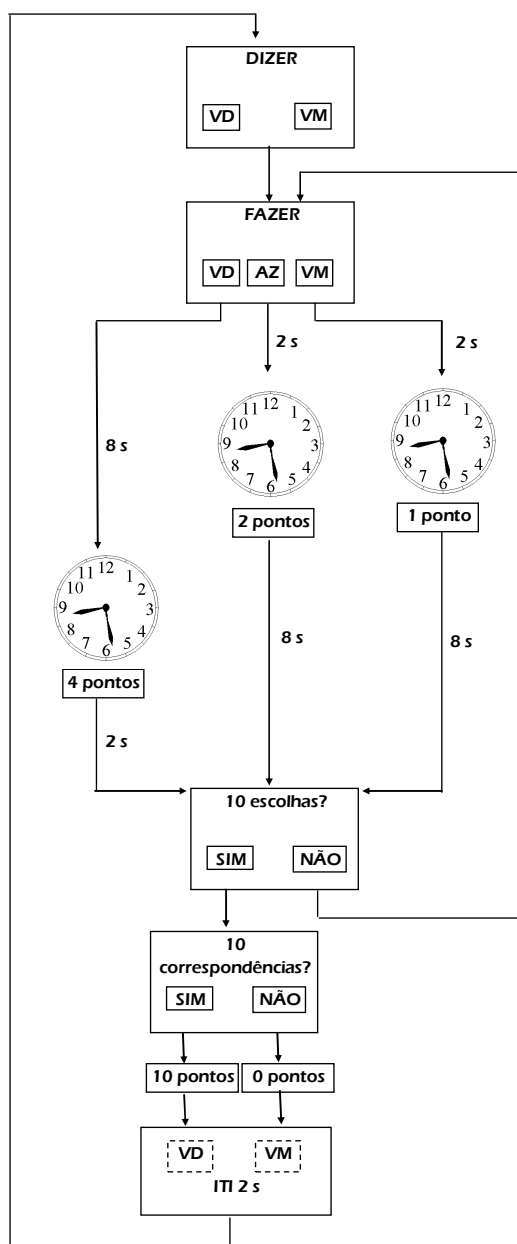 DIZER
VD VM
FAZER
VD AZ VM
2 s 2 s
8 s
12
1
2
3
4
5
6
7
8
9
10
11
12
1
2
3
4
5
6
7
8
9
10
11
2 pontos
1 ponto
12
1
2
3
4
5
6
7
8
9
10
11
4 pontos
8 s
8 s
2 s
10 escolhas?
SIM NÃO
10
correspondências?
SIM NÃO
10 pontos 0 pontos
VD VM
ITI 2 s